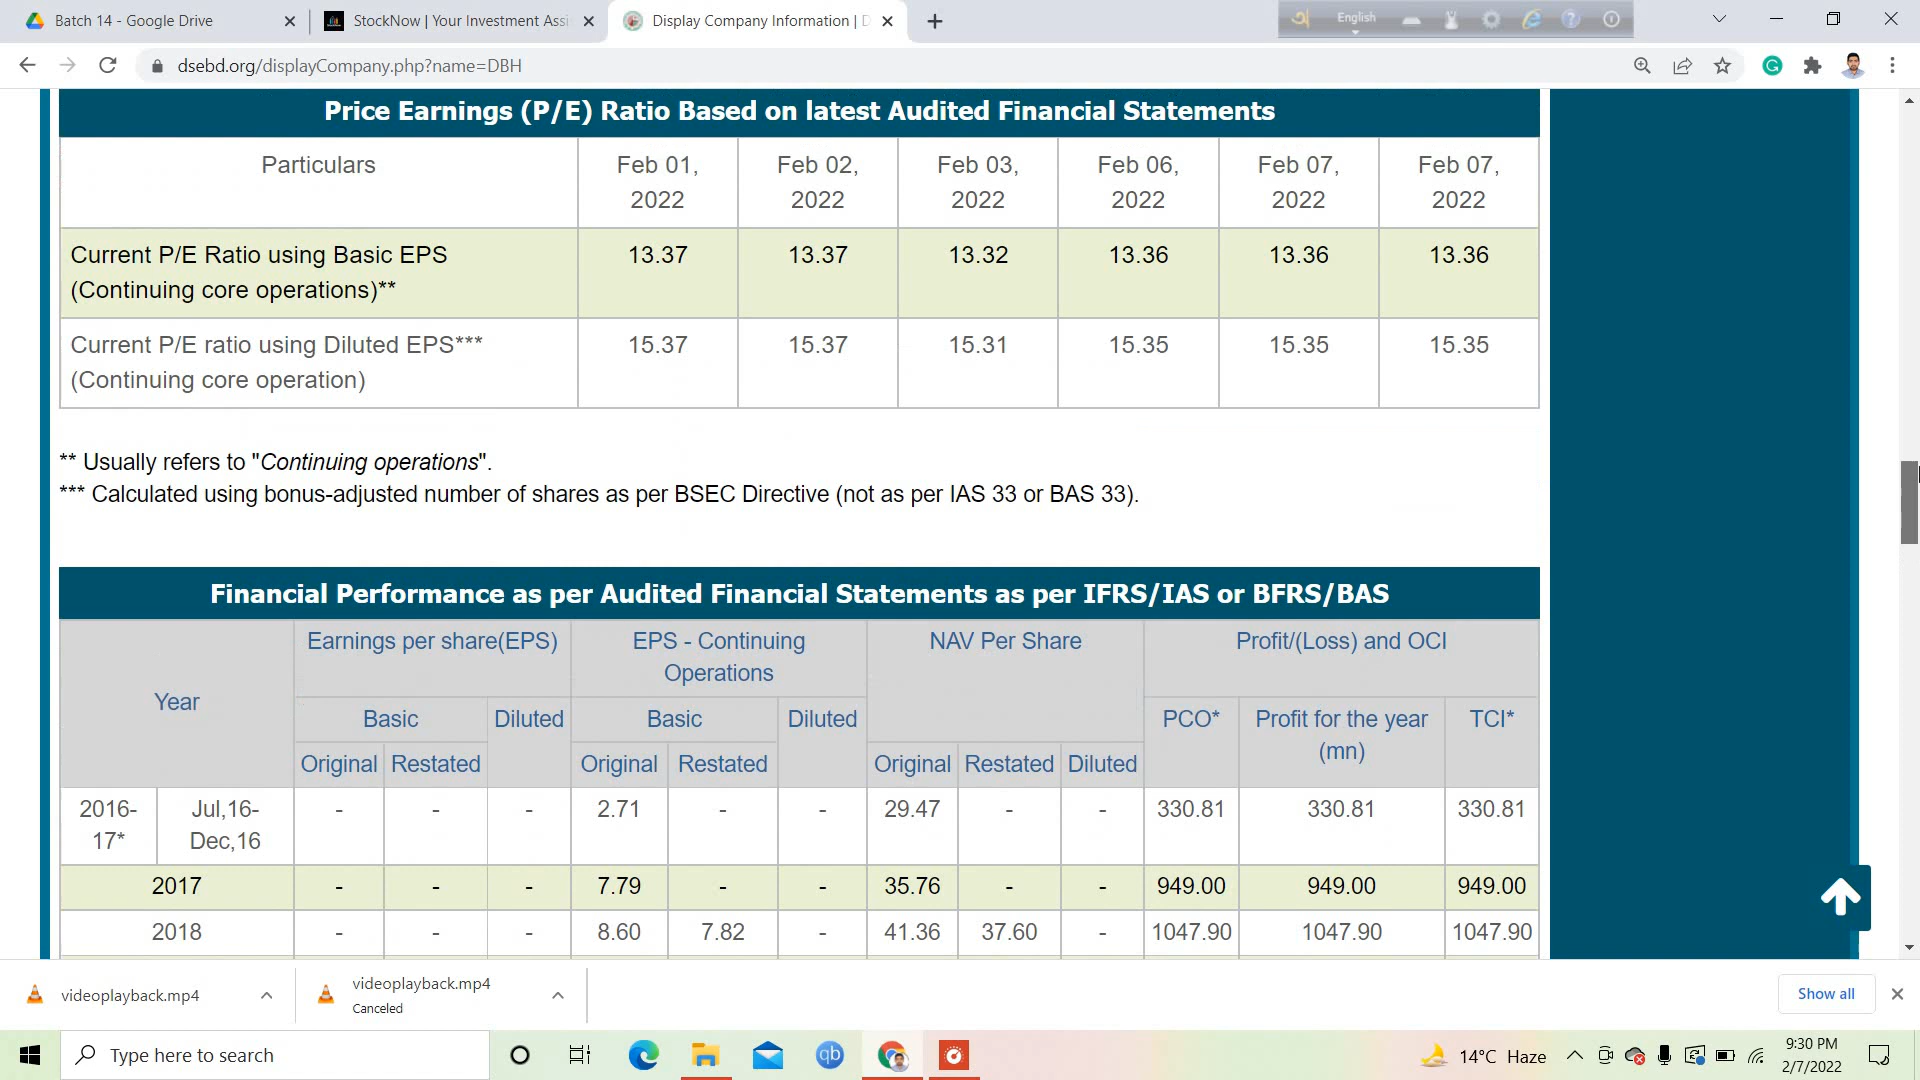 Batch 14 - Google Drive
StockNow | Your Investment Assi
Display Company Information | D
English
dsebd.org/displayCompany.php?name=DBH
Price Earnings (P/E) Ratio Based on latest Audited Financial Statements
Particulars Feb 01, 2022 Feb 02, 2022 Feb 03, 2022 Feb 06, 2022 Feb 07, 2022 Feb 07, 2022
Current P/E Ratio using Basic EPS 13.37 13.37 13.32 13.36 13.36 13.36
(Continuing core operations)**
Current P/E ratio using Diluted EPS*** 15.37 15.37 15.31 15.35 15.35 15.35
(Continuing core operation)
** Usually refers to "Continuing operations".
*** Calculated using bonus-adjusted number of shares as per BSEC Directive (not as per IAS 33 or BAS 33).
Financial Performance as per Audited Financial Statements as per IFRS/IAS or BFRS/BAS
Year Earnings per share(EPS) EPS - Continuing Operations NAV Per Share Profit/(Loss) and OCI
Basic Diluted Basic Diluted PCO* Profit for the year (mn) TCI*
Original Restated Original Restated Original Restated Diluted
2016-17* Jul,16-Dec,16 - - - 2.71 - - 29.47 - - 330.81 330.81 330.81
2017 - - - 7.79 - - 35.76 - - 949.00 949.00 949.00
2018 - - - 8.60 7.82 - 41.36 37.60 - 1047.90 1047.90 1047.90
videoplayback.mp4
videoplayback.mp4
Canceled
Show all
Type here to search
qb
14°C Haze
9:30 PM
2/7/2022